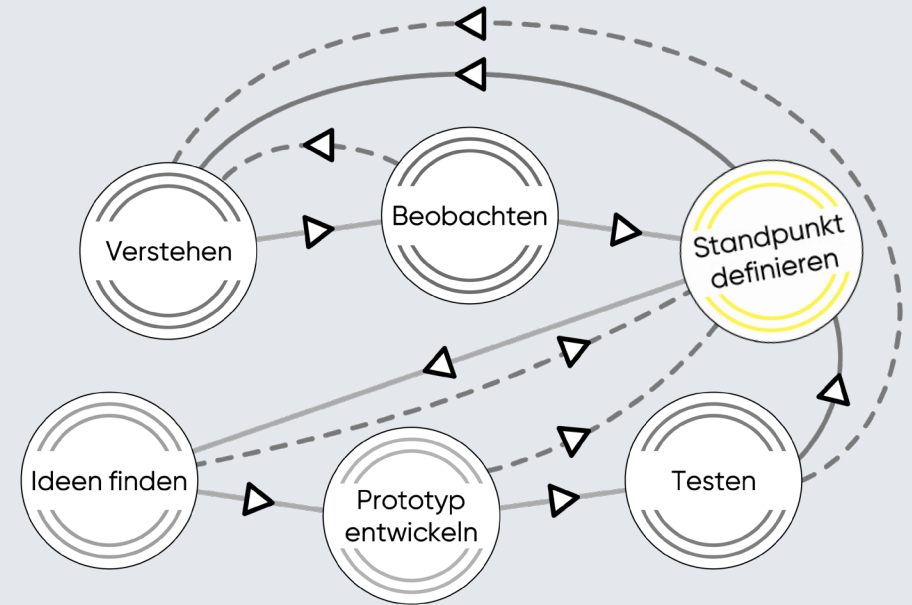 Verstehen
Beobachten
Standpunkt
definieren
Ideen finden
Prototyp
entwickeln
Testen